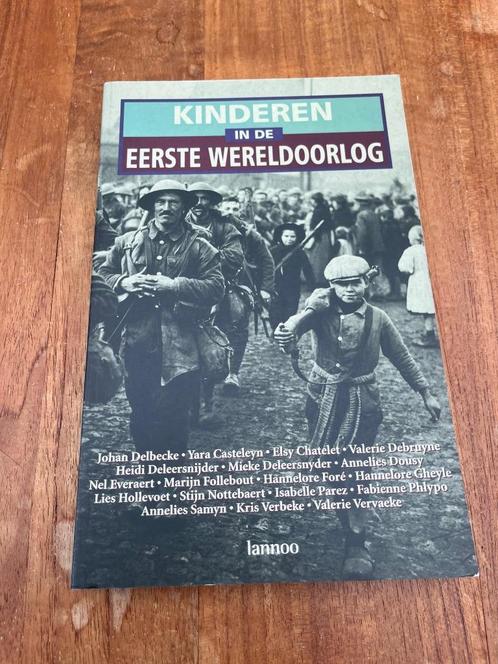 KINDEREN
IN DE
EERSTE WERELDOORLOG
Johan Delbecke • Yara Casteleyn • Elsy Chatelet • Valerie Debruyne
Heidi Deleersnijder • Mieke Deleersnyder • Annelies Dousy
Nel Everaert • Marijn Follebout • Hannelore Foré • Hannelore Gheyle
Lies Hollevoet • Stijn Nottebaert • Isabelle Parez • Fabienne Phlypo
Annelies Samyn • Kris Verbeke • Valerie Vervaeke
lannoo